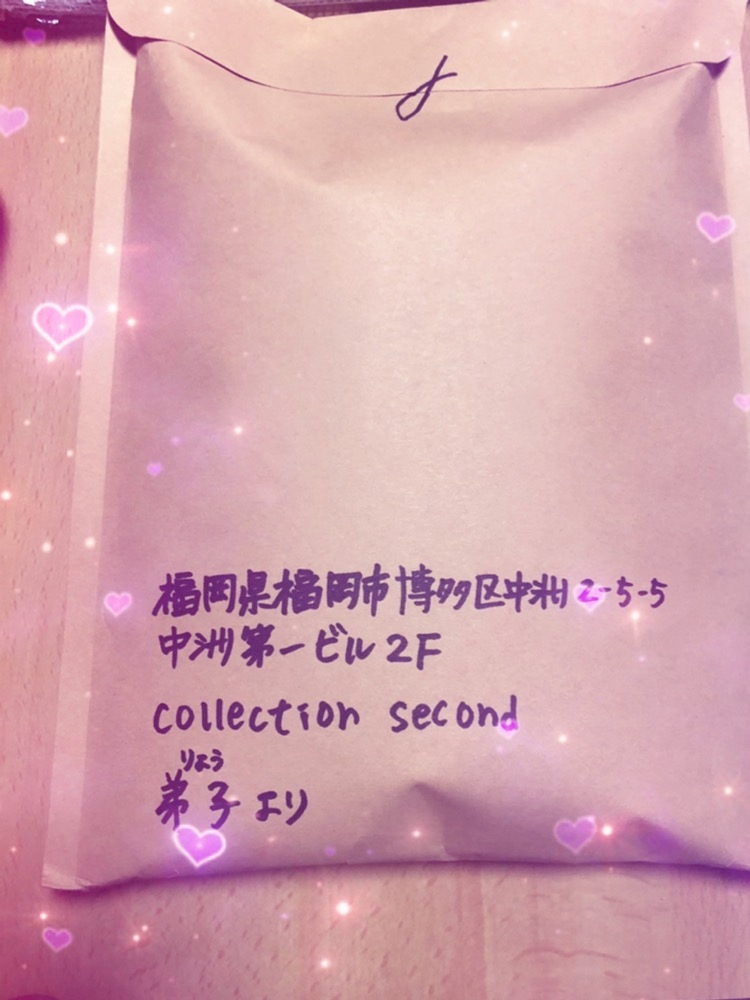 〆
福岡県福岡市博多区中洲2-5-5
中洲第一ビル2F
collection second
りょう
弟子より